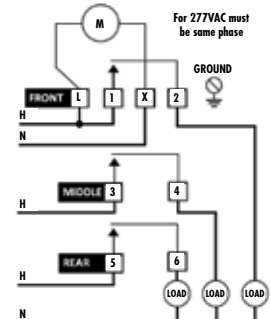 M
For 277VAC must
be same phase
GROUND
FRONT L 1 X 2
H
N
MIDDLE 3 4
H
REAR 5 6
H
LOAD LOAD LOAD
N